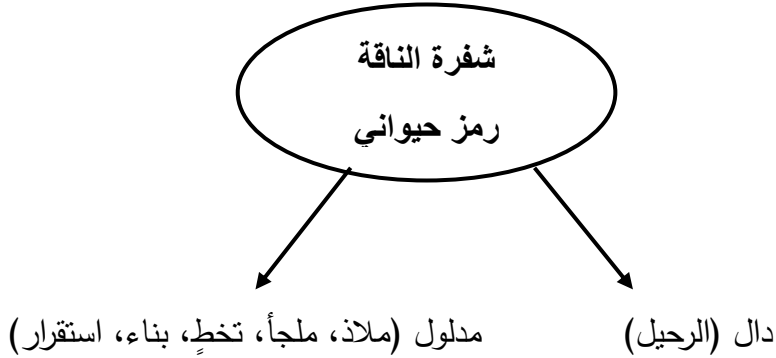 شفرة الناقة
رمز حيواني
دال (الرحيل) مدلول (ملاذ، ملجأ، تخطٍ، بناء، استقرار)